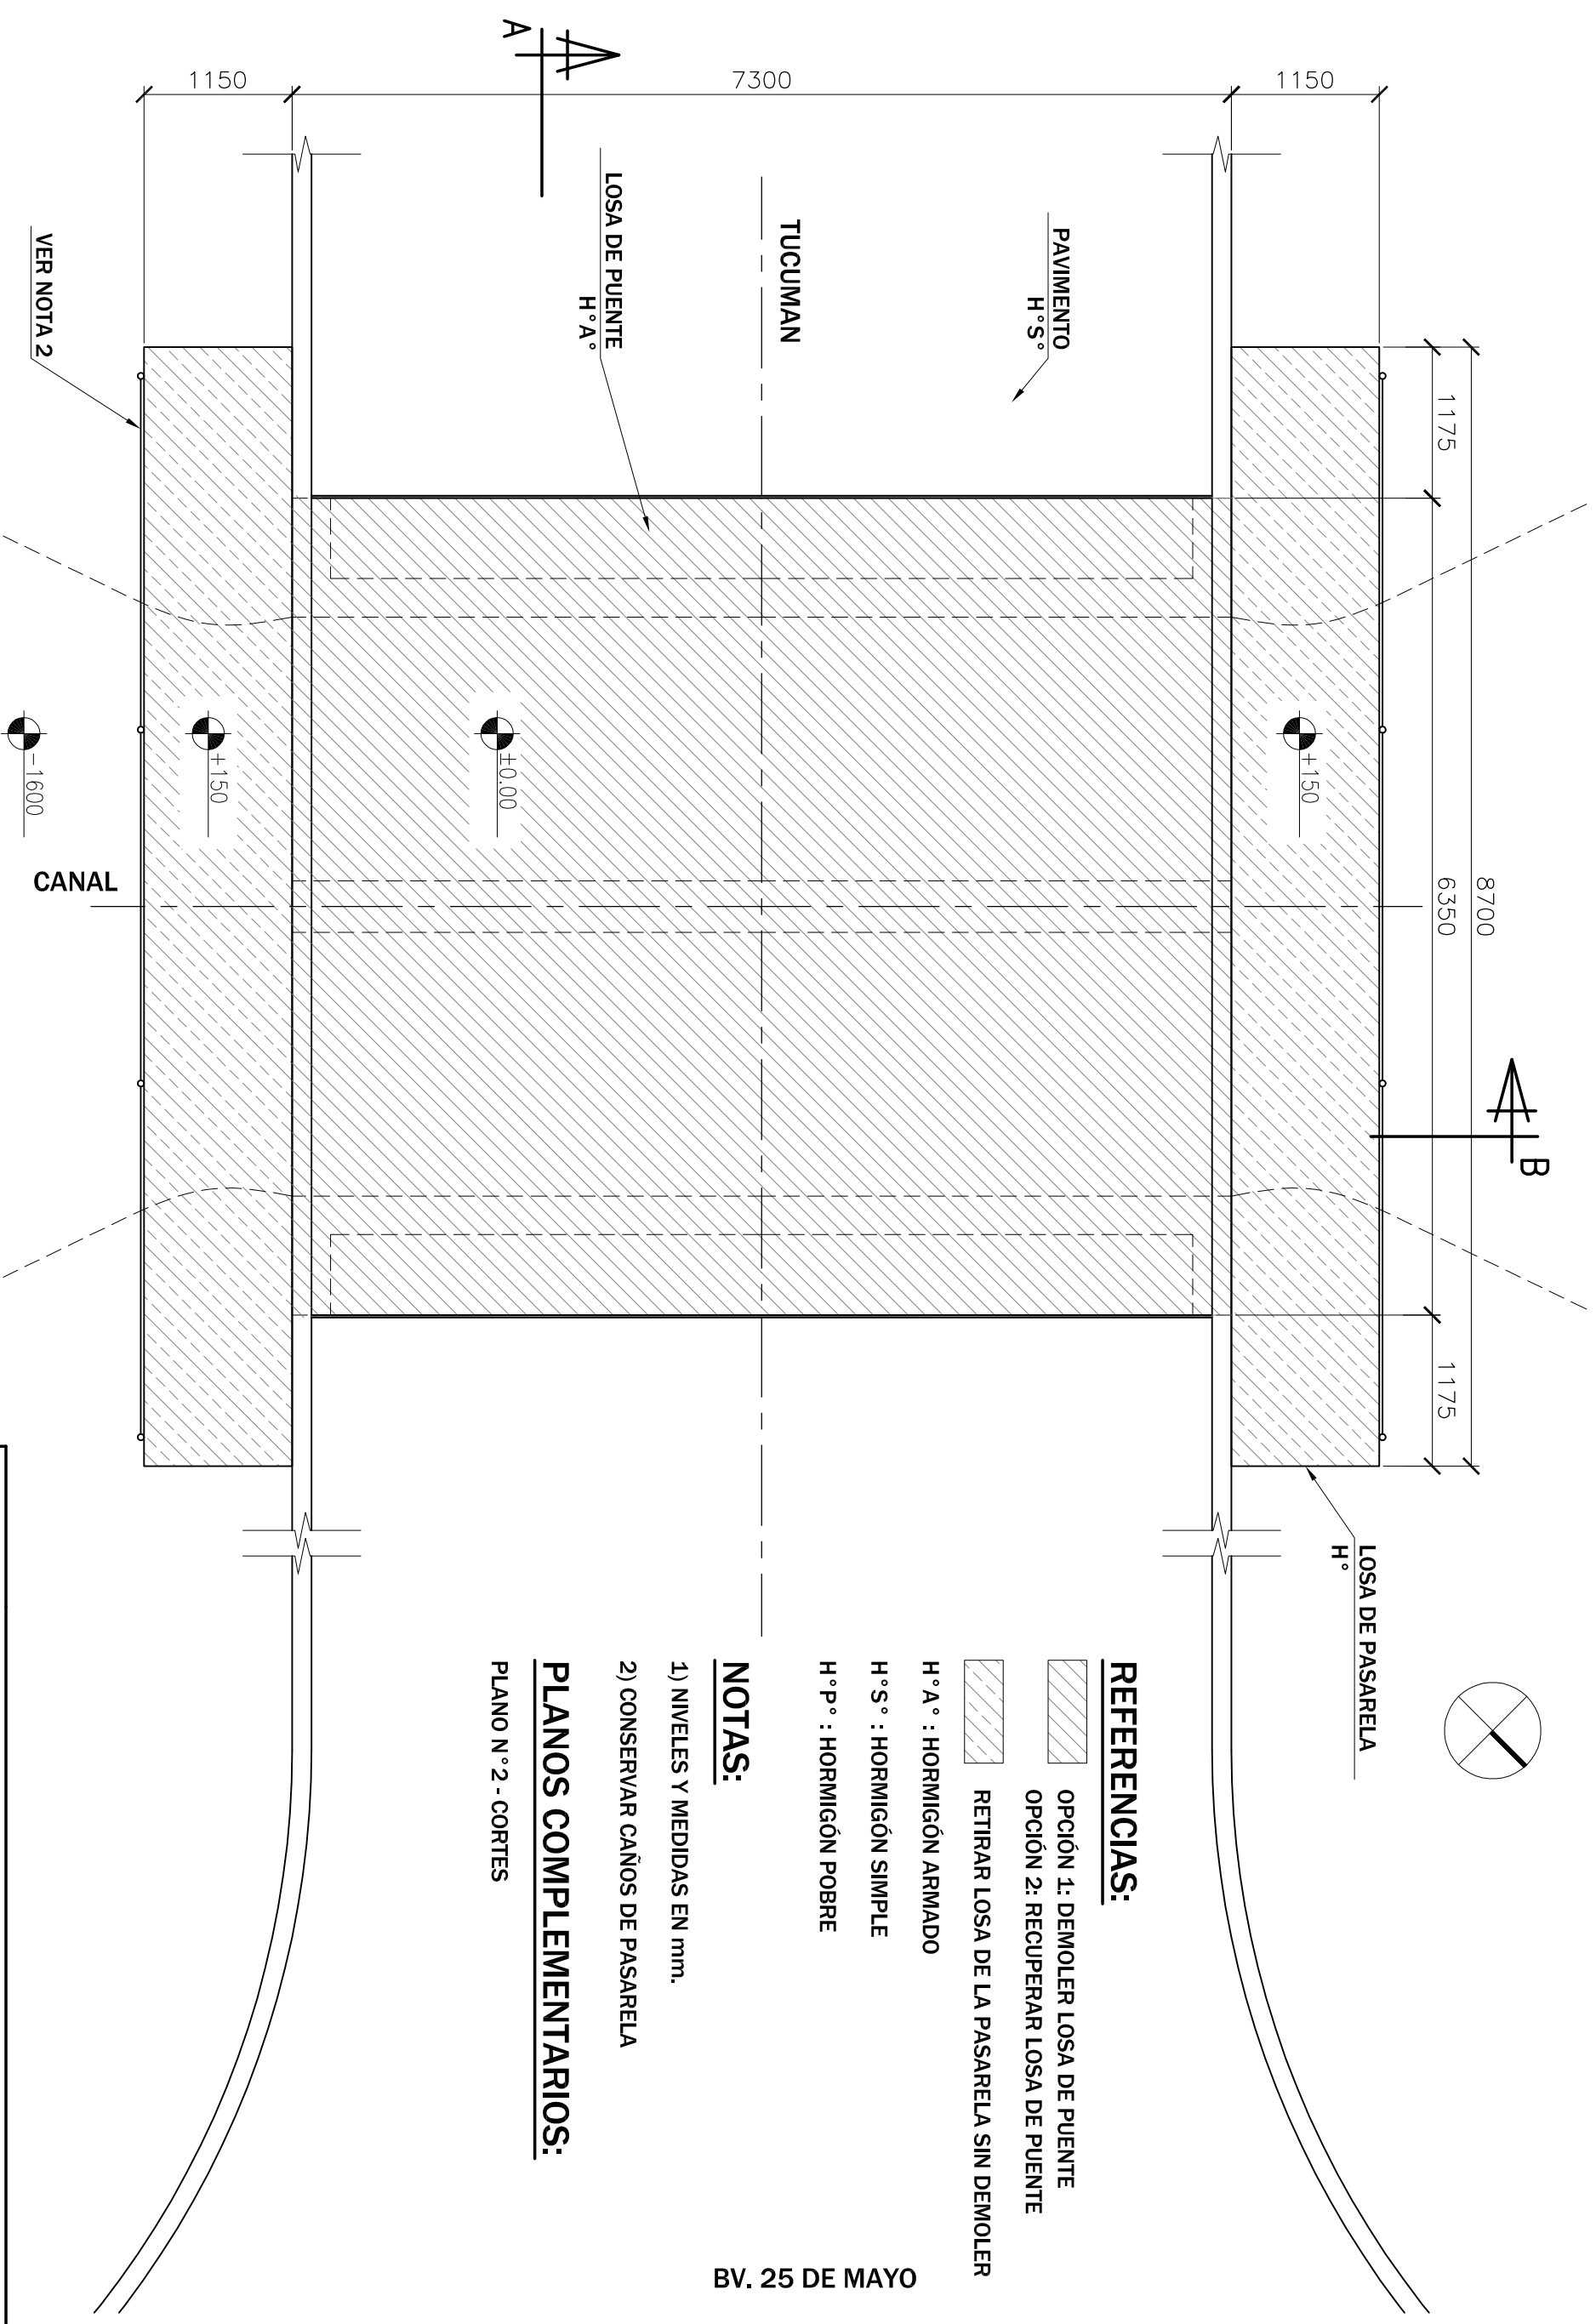 A
1150
7300
1150
VER NOTA 2
LOSA DE PUENTE
H°A°
TUCUMAN
PAVIMENTO
H°S°
1175
6350
8700
1175
B
-1600
+150
±0.00
+150
CANAL
LOSA DE PASARELA
H°
REFERENCIAS:
OPCIÓN 1: DEMOLER LOSA DE PUENTE
OPCIÓN 2: RECUPERAR LOSA DE PUENTE
RETIRAR LOSA DE LA PASARELA SIN DEMOLER
H°A° : HORMIGÓN ARMADO
H°S° : HORMIGÓN SIMPLE
H°P° : HORMIGÓN POBRE
NOTAS:
1) NIVELES Y MEDIDAS EN mm.
2) CONSERVAR CAÑOS DE PASARELA
PLANOS COMPLEMENTARIOS:
PLANO N°2 - CORTES
BV. 25 DE MAYO